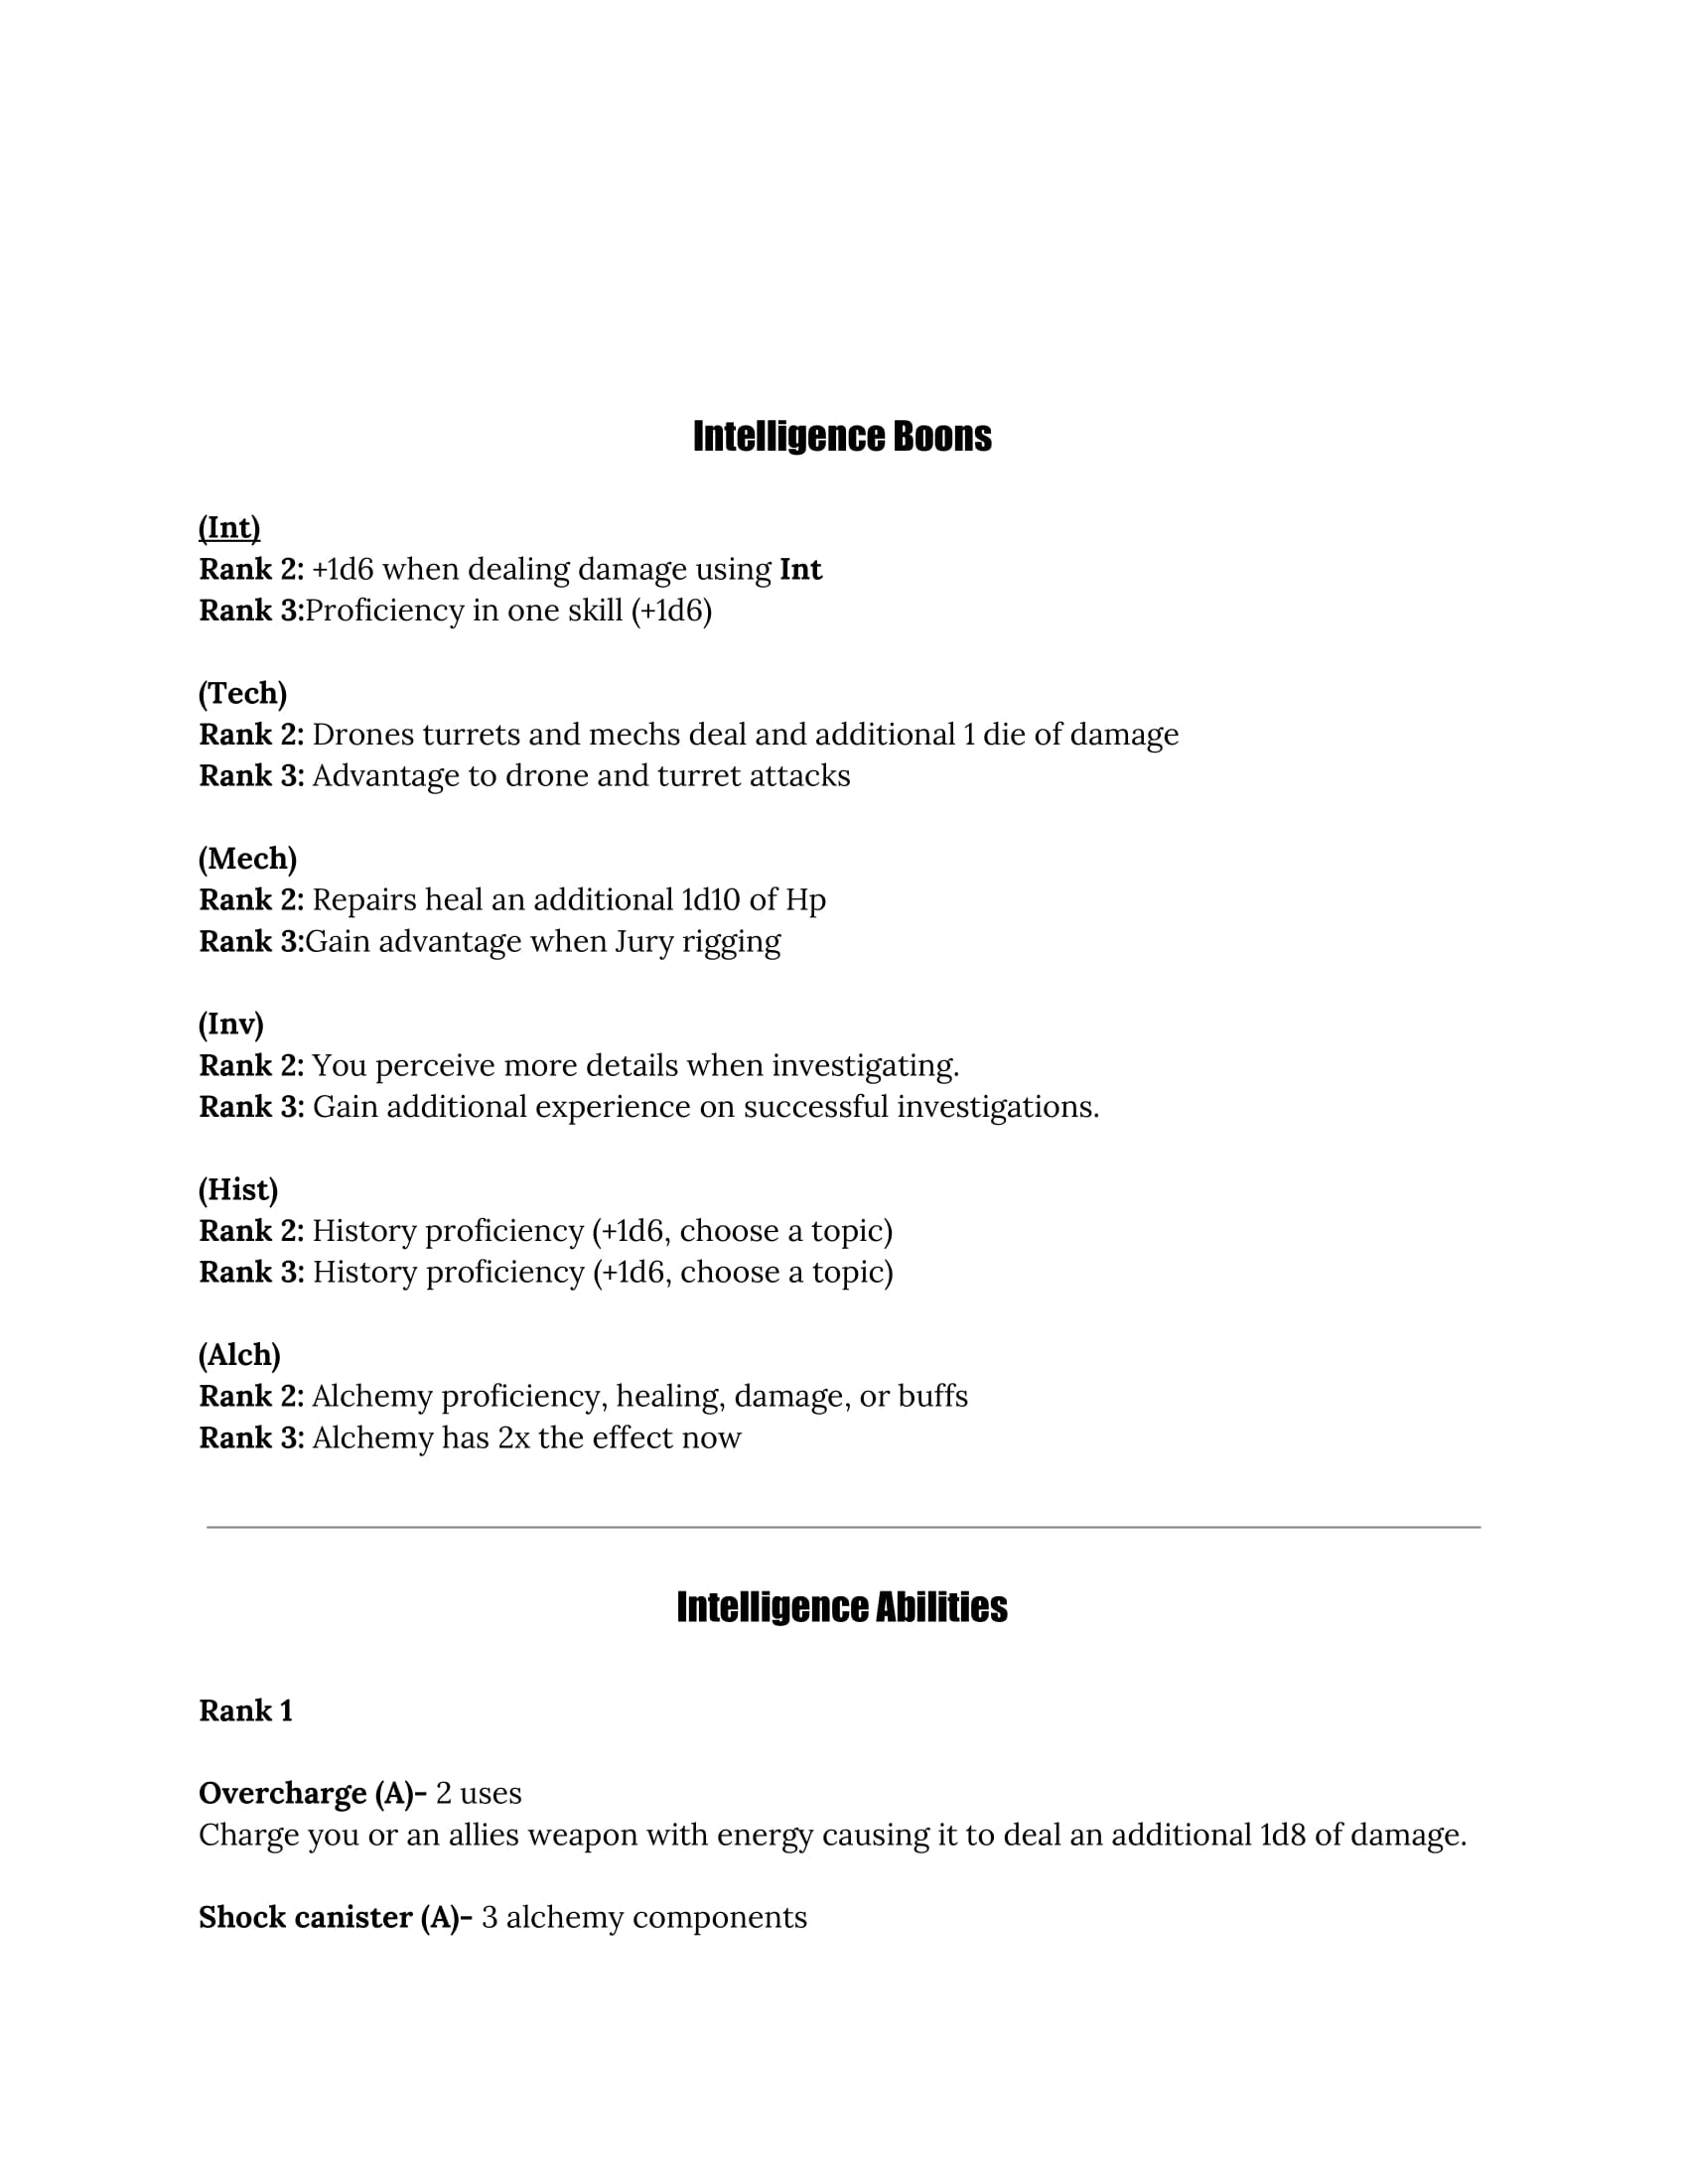 Intelligence Boons
(Int)
Rank 2: +1d6 when dealing damage using Int
Rank 3:Proficiency in one skill (+1d6)
(Tech)
Rank 2: Drones turrets and mechs deal and additional 1 die of damage
Rank 3: Advantage to drone and turret attacks
(Mech)
Rank 2: Repairs heal an additional 1d10 of Hp
Rank 3:Gain advantage when Jury rigging
(Inv)
Rank 2: You perceive more details when investigating.
Rank 3: Gain additional experience on successful investigations.
(Hist)
Rank 2: History proficiency (+1d6, choose a topic)
Rank 3: History proficiency (+1d6, choose a topic)
(Alch)
Rank 2: Alchemy proficiency, healing, damage, or buffs
Rank 3: Alchemy has 2x the effect now
Intelligence Abilities
Rank 1
Overcharge (A)- 2 uses
Charge you or an allies weapon with energy causing it to deal an additional 1d8 of damage.
Shock canister (A)- 3 alchemy components